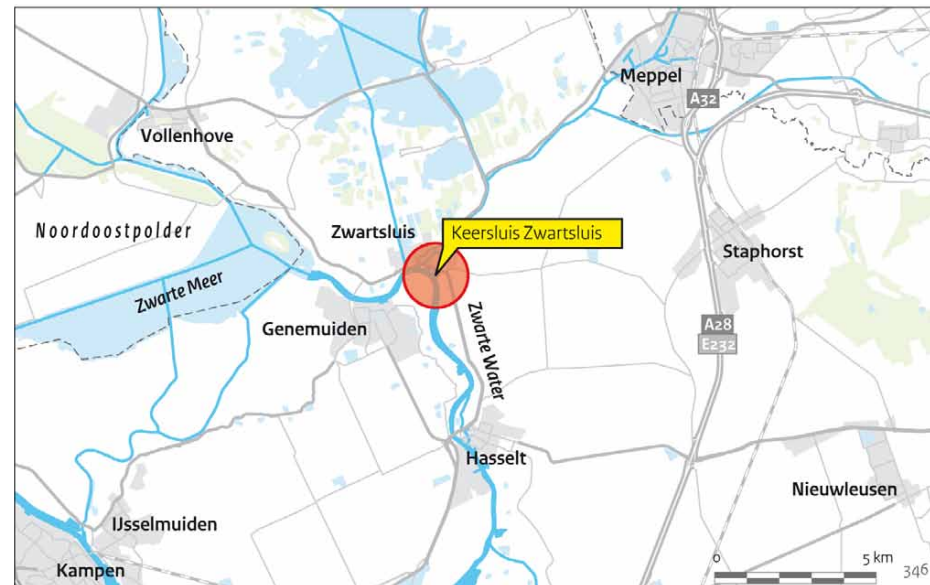 Meppel
A32
Vollenhove
Noordoostpolder
Zwartsluis
Keersluis Zwartsluis
Staphorst
Zwarte Meer
Genemuiden
Zwarte Water
A28
E232
Hasselt
Nieuwleusen
IJsselmuiden
Kampen
0
5 km
346